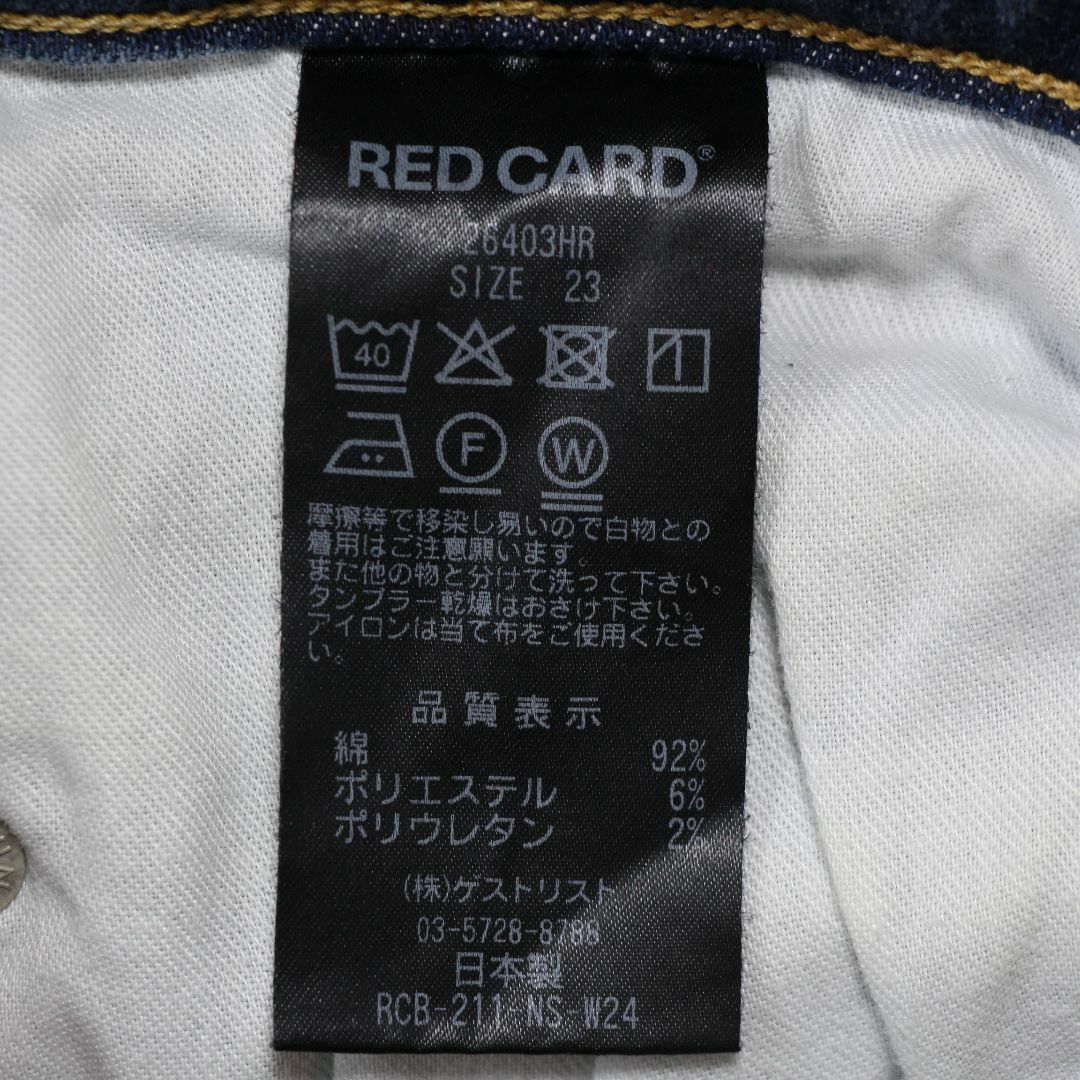 RED CARD®
26403HR
SIZE 23
40
F W
摩擦等で移染し易いので白物との
着用はご注意願います。
また他の物と分けて洗って下さい。
タンブラー乾燥はおさけ下さい。
アイロンは当て布をご使用くださ
い。
品質表示
綿 92%
ポリエステル 6%
ポリウレタン 2%
(株)ゲストリスト
03-5728-8788
日本製
RCB-211-NS-W24